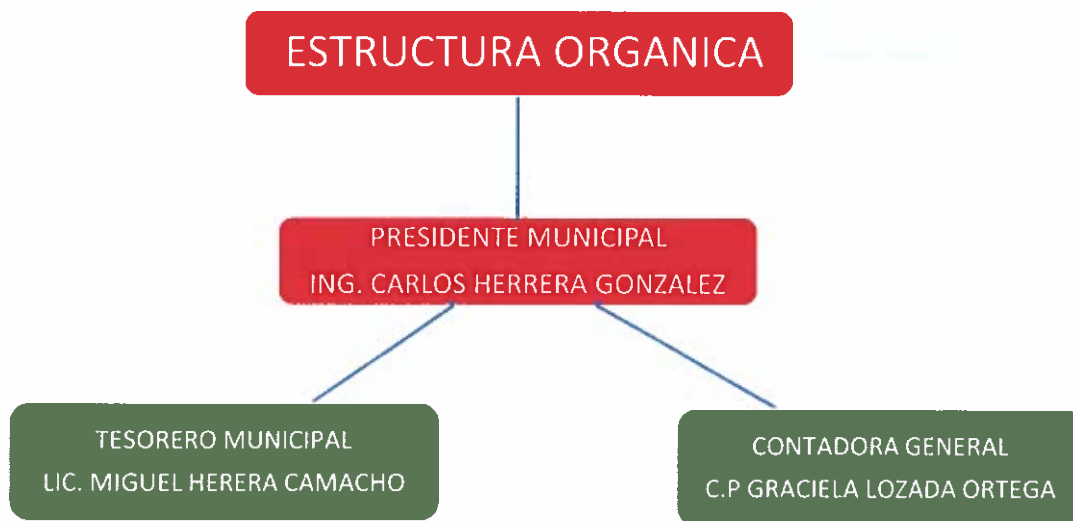 ESTRUCTURA ORGANICA
PRESIDENTE MUNICIPAL
ING. CARLOS HERRERA GONZALEZ
TESORERO MUNICIPAL
LIC. MIGUEL HERERA CAMACHO
CONTADORA GENERAL
C.P GRACIELA LOZADA ORTEGA